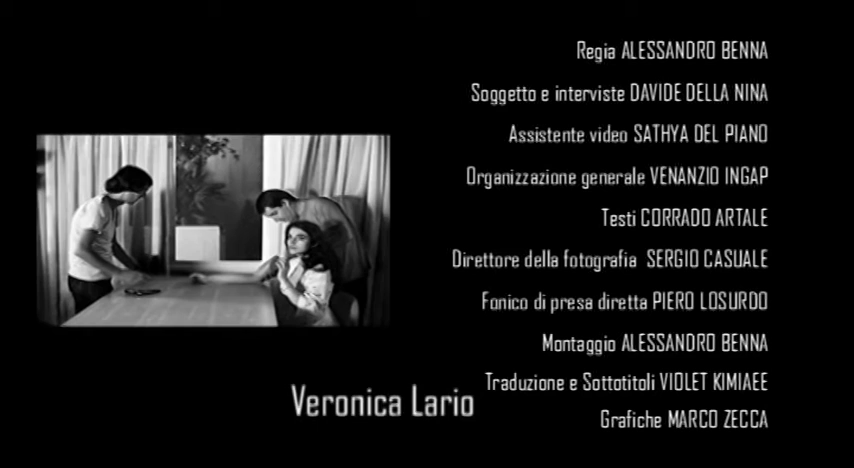 Regia ALESSANDRO BENNA
Soggetto e interviste DAVIDE DELLA NINA
Assistente video SATHYA DEL PIANO
Organizzazione generale VENANZIO INGAP
Testi CORRADO ARTALE
Direttore della fotografia SERGIO CASUALE
Fonico di presa diretta PIERO LOSURDO
Montaggio ALESSANDRO BENNA
Traduzione e Sottotitoli VIOLET KIMIAEE
Veronica Lario
Grafiche MARCO ZECCA